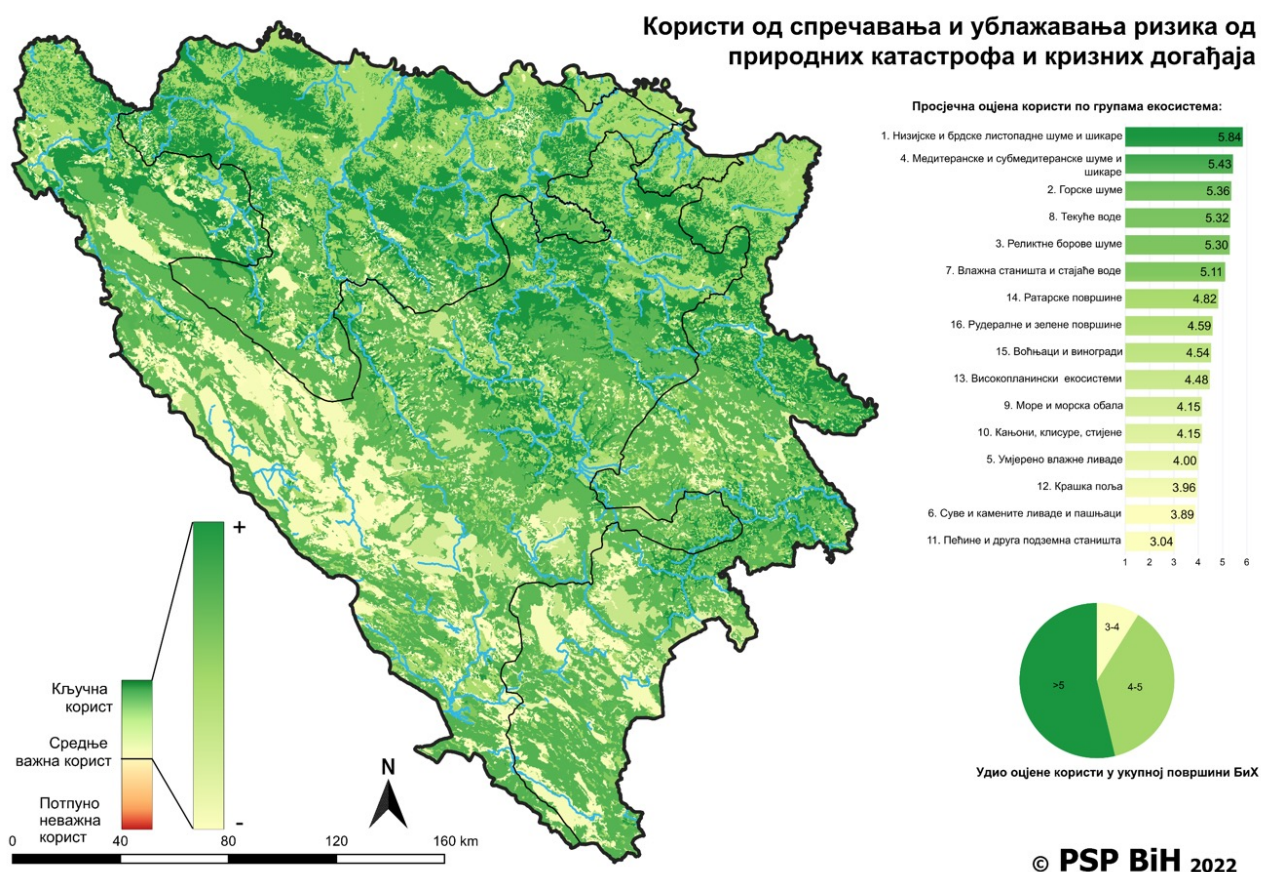 Користи од спречавања и ублажавања ризика од
природних катастрофа и кризних догађаја
Просјечна оцјена користи по групама екосистема:
1. Низијске и брдске листопадне шуме и шикаре 5.84
4. Медитеранске и субмедитеранске шуме и
шикаре 5.43
2. Горске шуме 5.36
8. Текуће воде 5.32
3. Реликтне борове шуме 5.30
7. Влажна станишта и стајаће воде 5.11
14. Ратарске површине 4.82
16. Рудералне и зелене површине 4.59
15. Воћњаци и виногради 4.54
13. Високопланински екосистеми 4.48
9. Море и морска обала 4.15
10. Кањони, клисуре, стијене 4.15
5. Умјерено влажне ливаде 4.00
12. Крашка поља 3.96
6. Суве и камените ливаде и пашњаци 3.89
11. Пећине и друга подземна станишта 3.04
1 2 3 4 5 6
3-4
4-5
>5
Удио оцјене користи у укупној површини БиХ
+
Кључна
корист
Средње
важна корист
Потпуно
неважна
корист
-
N
0 40 80 120 160 km
© PSP BiH 2022